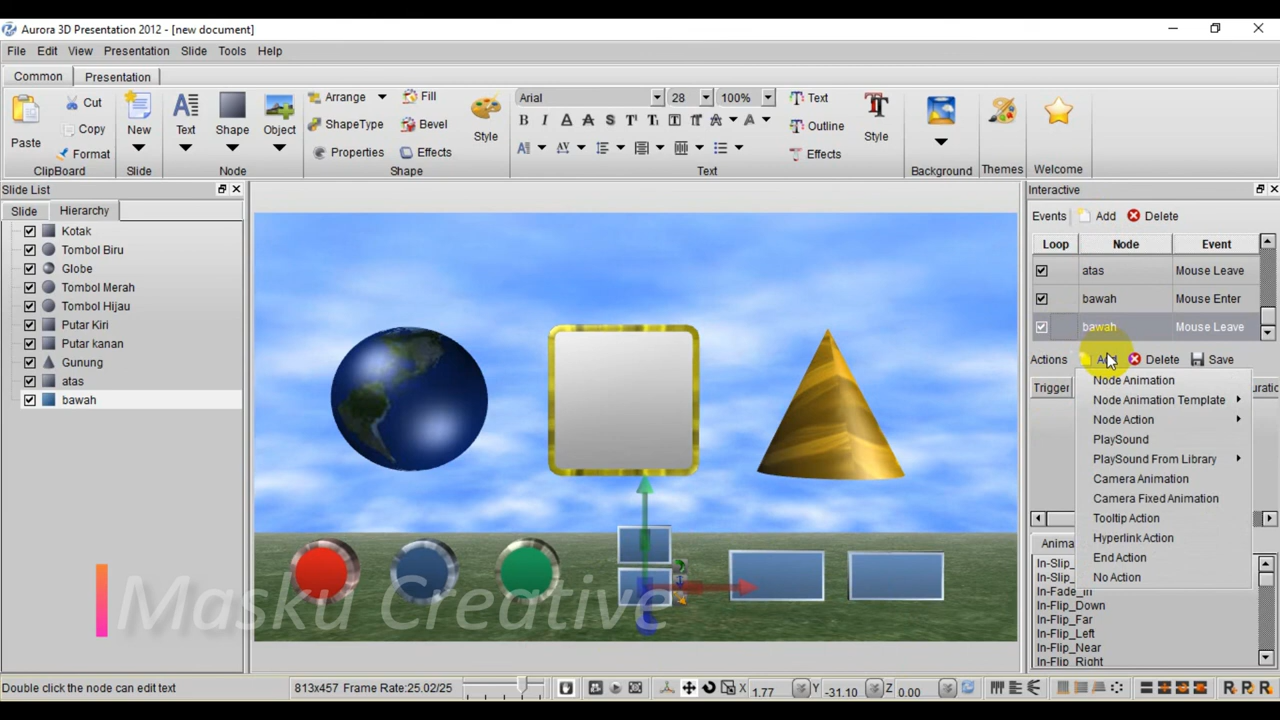 Aurora 3D Presentation 2012 - [new document]
File Edit View Presentation Slide Tools Help
Common Presentation
Cut Arrange Fill Arial 28 100% Text
Copy ShapeType Bevel Outline
Paste Format New Text Shape Object Properties Effects Style B I A A S Effects Style
ClipBoard Slide Node Shape Text Background Themes Welcome
Slide List
Slide Hierarchy
Kotak
Tombol Biru
Globe
Tombol Merah
Tombol Hijau
Putar Kiri
Putar kanan
Gunung
atas
bawah
Masku Creative
Interactive
Events Add Delete
Loop Node Event
atas Mouse Leave
bawah Mouse Enter
bawah Mouse Leave
Actions Delete Save
Trigger
Node Animation
Node Animation Template
Node Action
PlaySound
PlaySound From Library
Camera Animation
Camera Fixed Animation
Tooltip Action
Hyperlink Action
End Action
No Action
In-Fade_In
In-Flip_Down
In-Flip_Far
In-Flip_Left
In-Flip_Near
In-Flip_Right
Double click the node can edit text 813x457 Frame Rate:25.02/25 X 1.77 Y -31.10 Z 0.00